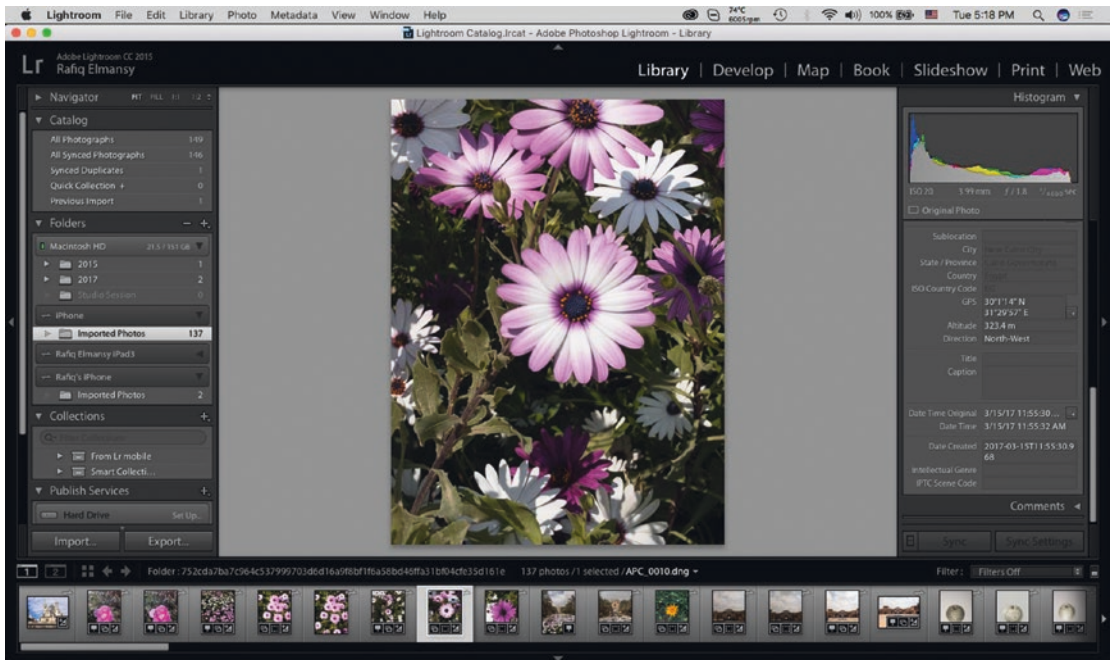 Lightroom File Edit Library Photo Metadata View Window Help 74°C 6005rpm 100% Tue 5:18 PM
Lightroom Catalog.lrcat - Adobe Photoshop Lightroom - Library
Lr Adobe Lightroom CC 2015
Rafiq Elmansy
Library | Develop | Map | Book | Slideshow | Print | Web
Navigator FIT FILL 1:1
Catalog
All Photographs 149
All Synced Photographs 146
Synced Duplicates 1
Quick Collection + 0
Previous Import 1
Folders − +
Macintosh HD
2015 1
2017 2
Studio Session 0
iPhone
Imported Photos 137
Rafiq Elmansy iPad3
Rafiq's iPhone
Imported Photos 2
Collections +
Filter Collections
From Lr mobile
Smart Collecti...
Publish Services +
Hard Drive Set Up...
Import... Export...
Histogram
ISO 20 3.99 mm ƒ / 1.8
Original Photo
Sublocation
City
State / Province
Country
ISO Country Code
GPS 30°1'14" N
31°29'57" E
Altitude 323.4 m
Direction North-West
Title
Caption
Date Time Original 3/15/17 11:55:30...
Date Time 3/15/17 11:55:32 AM
Date Created 2017-03-15T11:55:30.9
68
Intellectual Genre
IPTC Scene Code
Comments
Sync Sync Settings
1 2 Folder : 137 photos /1 selected /APC_0010.dng Filter : Filters Off